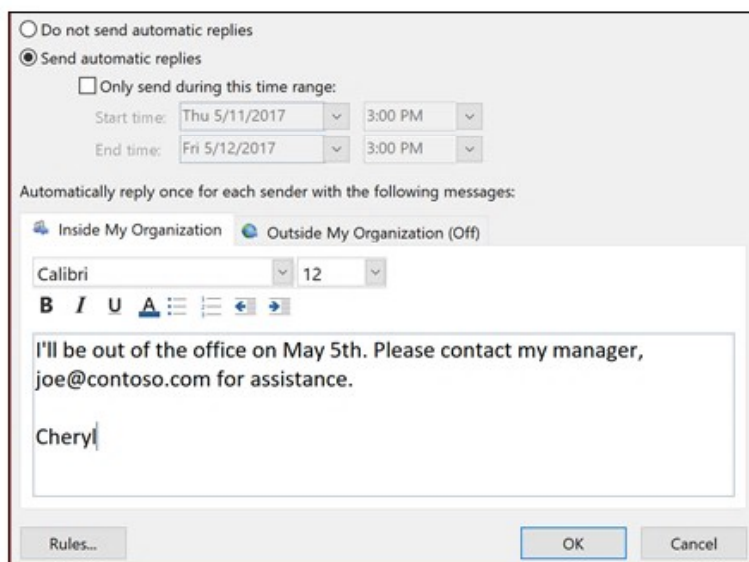 Do not send automatic replies
Send automatic replies
Only send during this time range:
Start time: Thu 5/11/2017 3:00 PM
End time: Fri 5/12/2017 3:00 PM
Automatically reply once for each sender with the following messages:
Inside My Organization Outside My Organization (Off)
Calibri 12
B I U A
I'll be out of the office on May 5th. Please contact my manager,
joe@contoso.com for assistance.
Cheryl
Rules... OK Cancel